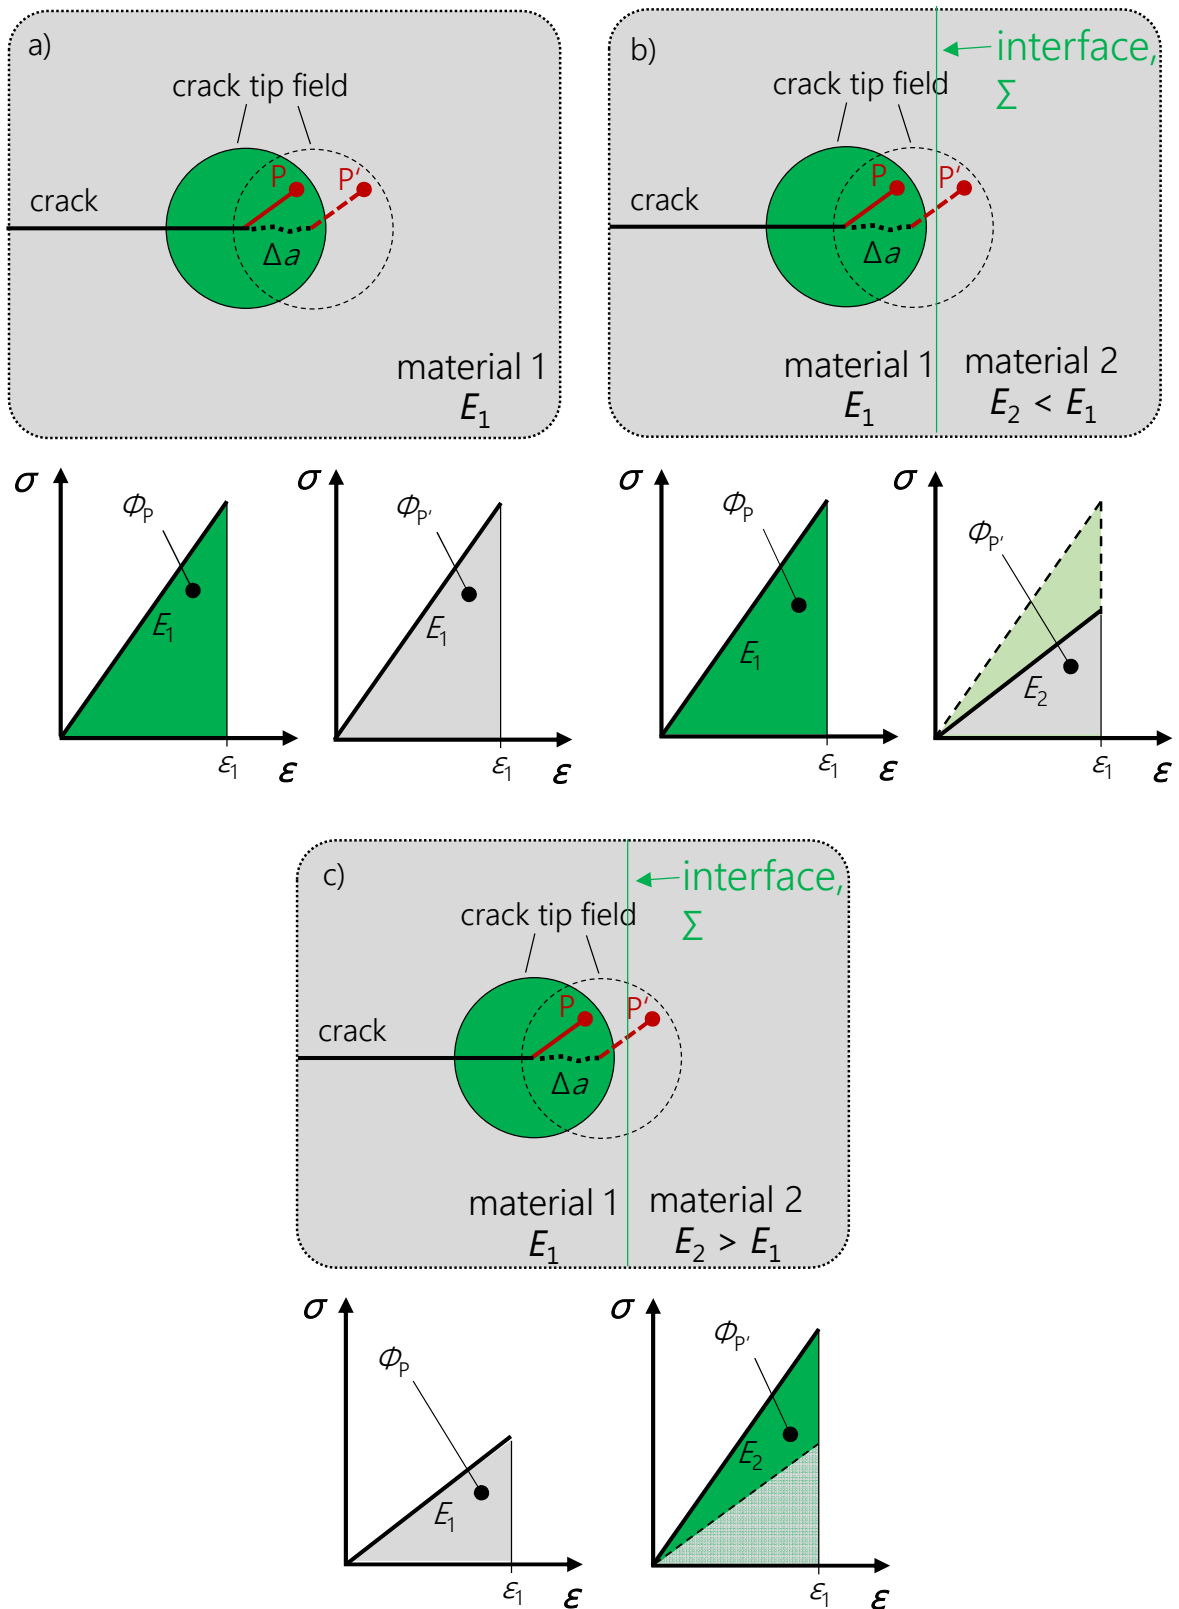 a)
crack tip field
P
P'
crack
Δa
material 1
E1
b)
interface,
Σ
crack tip field
P
P'
crack
Δa
material 1
E1
material 2
E2 < E1
σ
ΦP
E1
ε1
ε
σ
ΦP'
E1
ε1
ε
σ
ΦP
E1
ε1
ε
σ
ΦP'
E2
ε1
ε
c)
interface,
Σ
crack tip field
P
P'
crack
Δa
material 1
E1
material 2
E2 > E1
σ
ΦP
E1
ε1
ε
σ
ΦP'
E2
ε1
ε